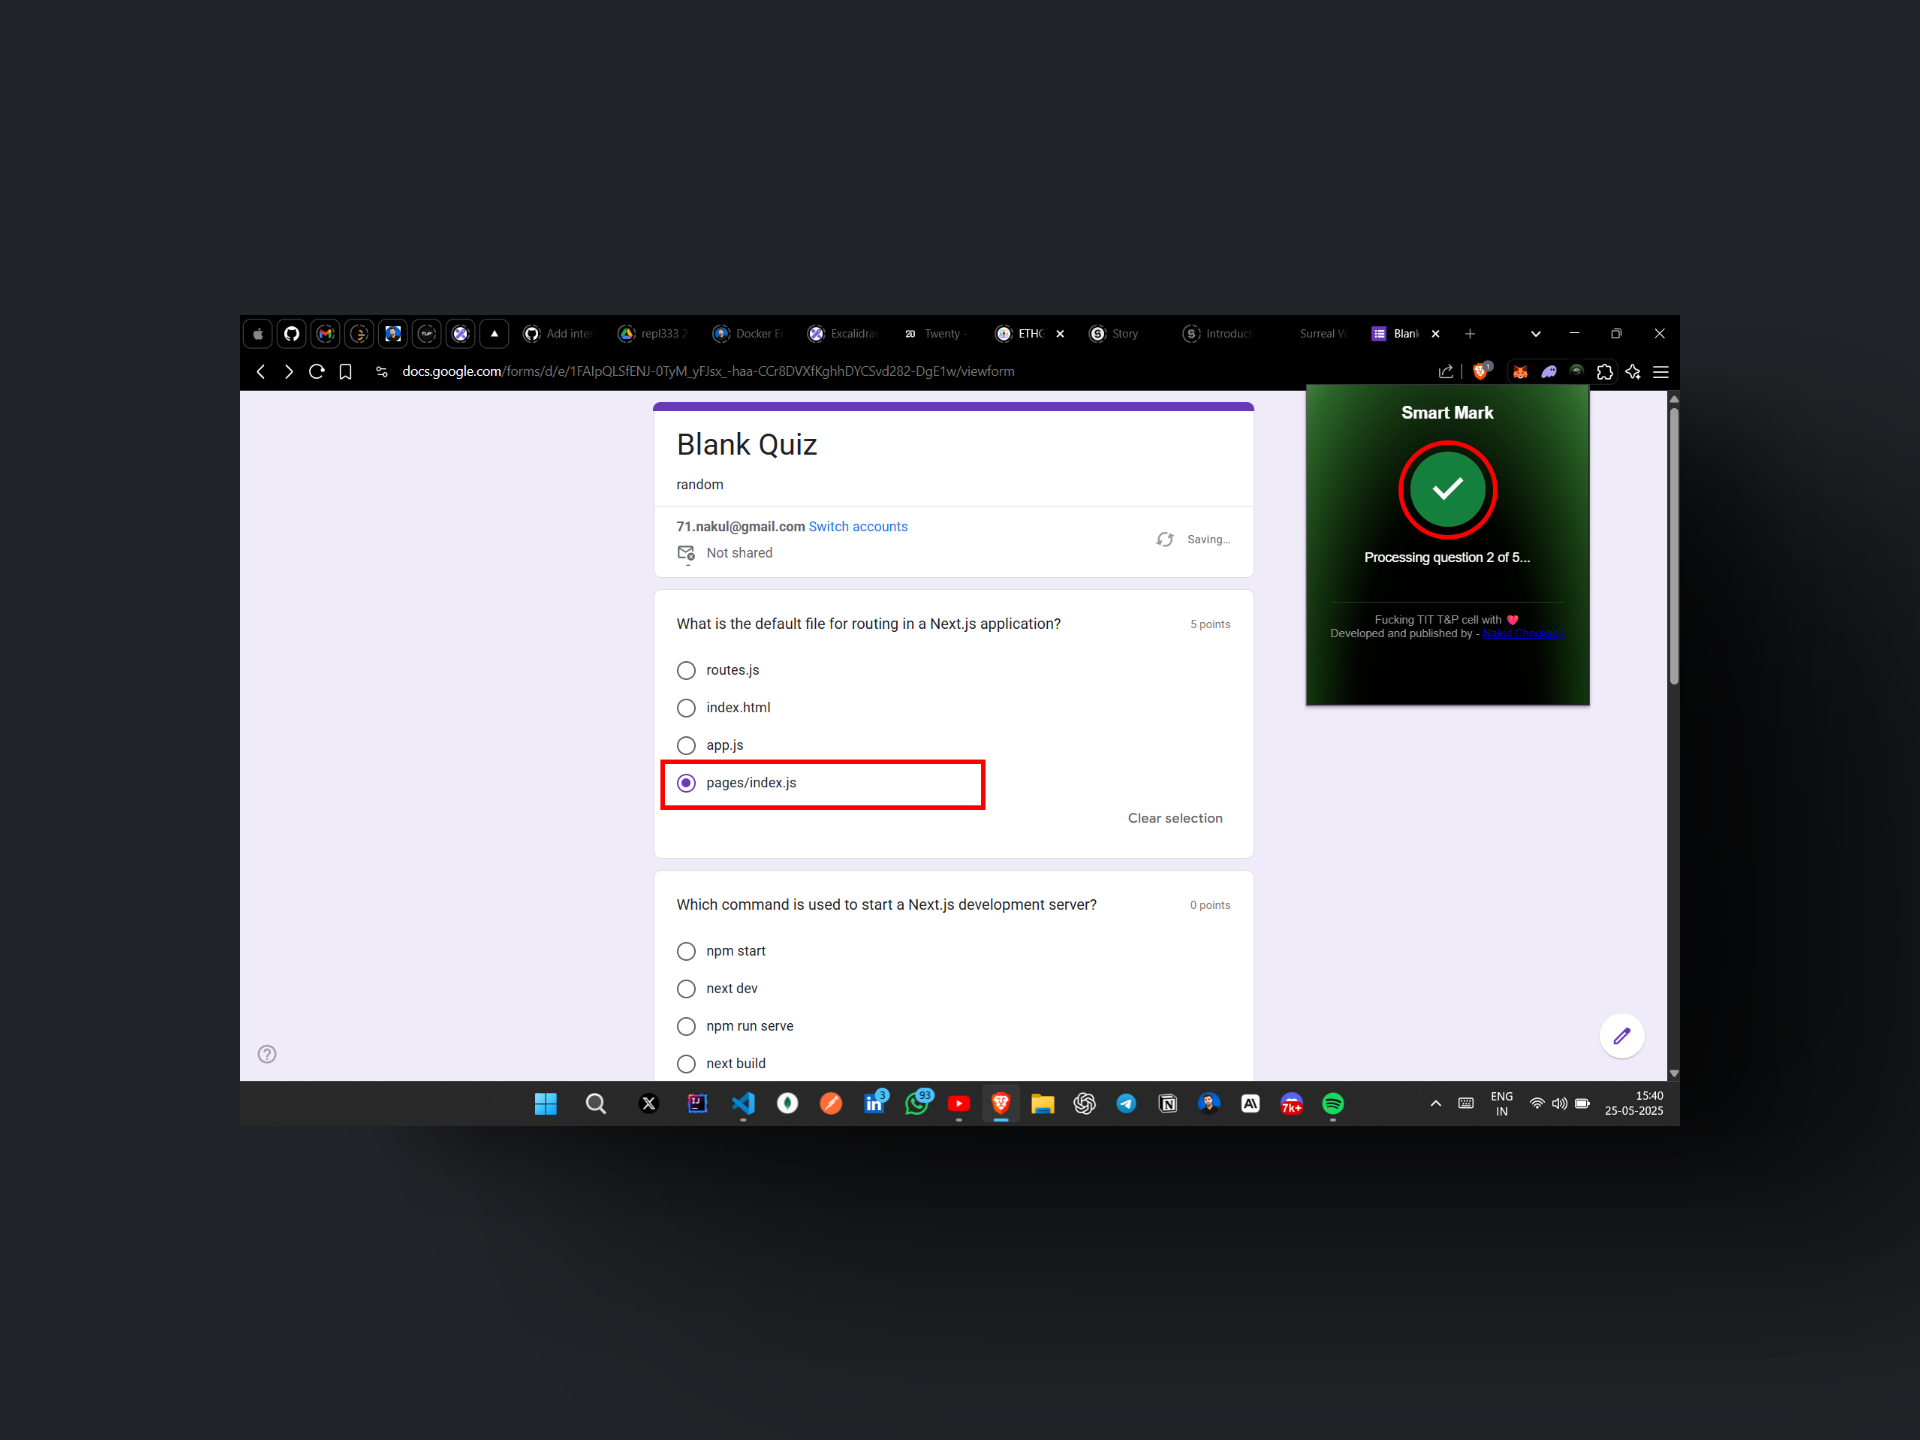 Add inter
repl333 2
Docker E
Excalidra
20 Twenty -
ETHG
Story
Introduct
Surreal W
Blank
docs.google.com/forms/d/e/1FAIpQLSfENJ-0TyM_yFJsx_-haa-CCr8DVXfKghhDYCSvd282-DgE1w/viewform
Smart Mark
Processing question 2 of 5...
Fucking TIT T&P cell with
Developed and published by - Nakul Chouksey
Blank Quiz
random
71.nakul@gmail.com Switch accounts
Not shared
Saving...
What is the default file for routing in a Next.js application?
5 points
routes.js
index.html
app.js
pages/index.js
Clear selection
Which command is used to start a Next.js development server?
0 points
npm start
next dev
npm run serve
next build
3
93
7k+
ENG
IN
15:40
25-05-2025